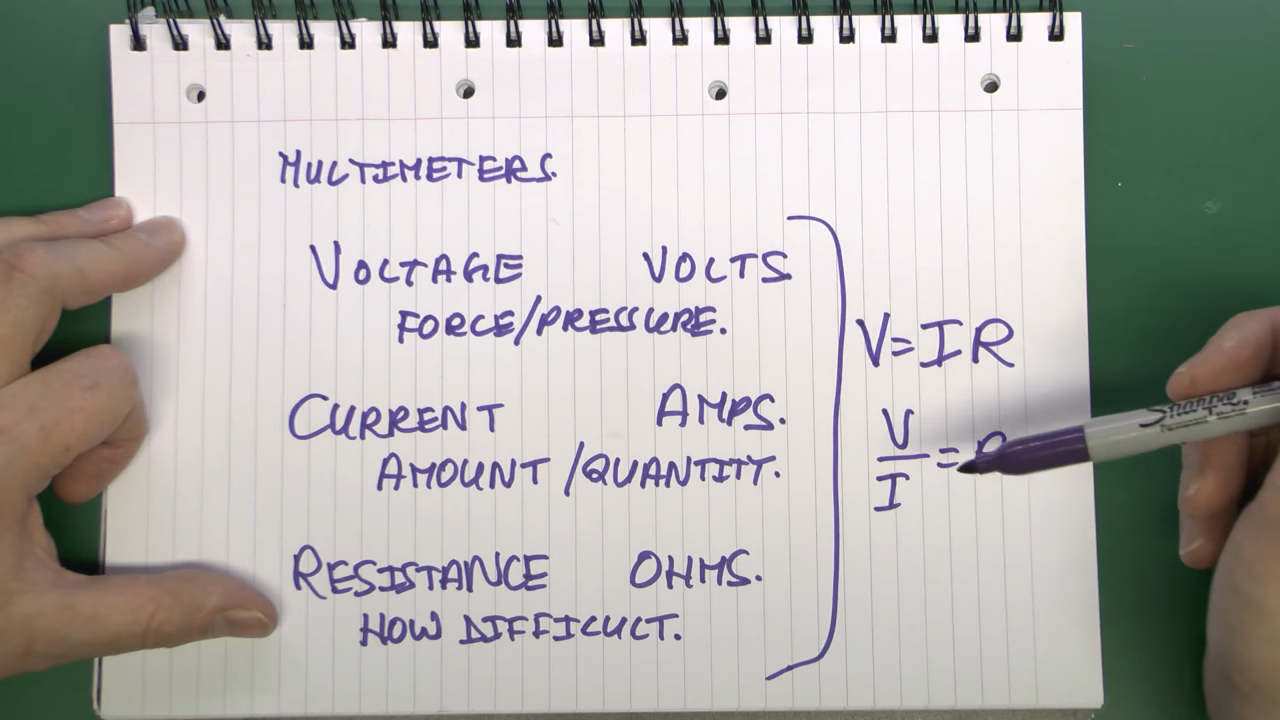 MULTIMETERS.
VOLTAGE VOLTS
FORCE/PRESSURE.
CURRENT AMPS.
AMOUNT/QUANTITY.
RESISTANCE OHMS.
HOW DIFFICULT.
V=IR
V
I =
Sharpie